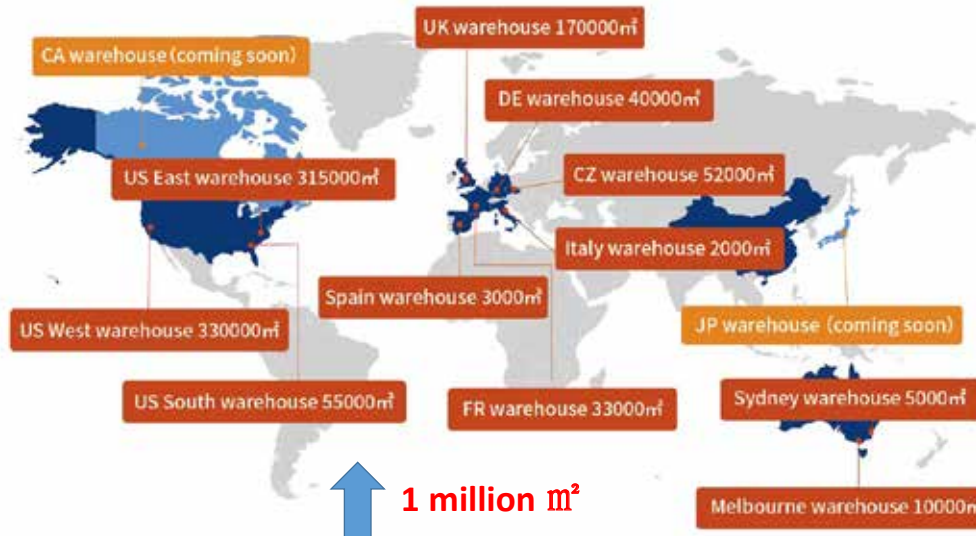 UK warehouse 170000㎡
CA warehouse（coming soon）
DE warehouse 40000㎡
US East warehouse 315000㎡
CZ warehouse 52000㎡
Italy warehouse 2000㎡
Spain warehouse 3000㎡
US West warehouse 330000㎡
JP warehouse（coming soon）
US South warehouse 55000㎡
FR warehouse 33000㎡
Sydney warehouse 5000㎡
1 million ㎡
Melbourne warehouse 10000㎡